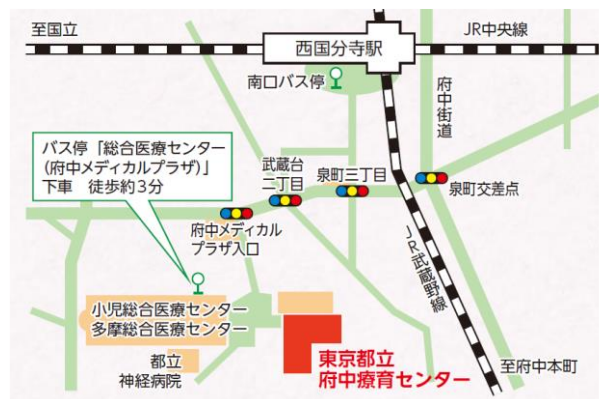 至国立
西国分寺駅
JR中央線
南口バス停
府中街道
バス停「総合医療センター
(府中メディカルプラザ)」
下車 徒歩約3分
武蔵台
二丁目
泉町三丁目
泉町交差点
府中メディカル
プラザ入口
JR武蔵野線
小児総合医療センター
多摩総合医療センター
都立
神経病院
東京都立
府中療育センター
至府中本町